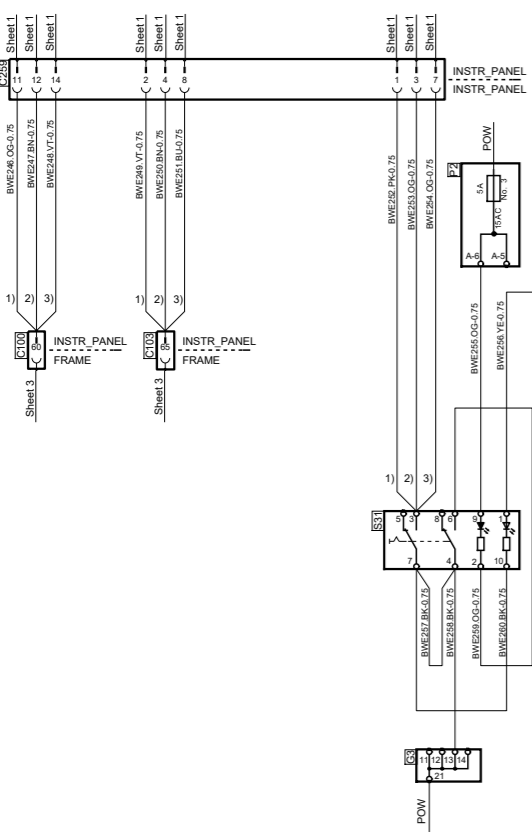 Sheet 1
Sheet 1
Sheet 1
Sheet 1
Sheet 1
Sheet 1
Sheet 1
Sheet 1
Sheet 1
C259
11
12
14
2
4
8
1
3
7
INSTR_PANEL
INSTR_PANEL
BWE246.OG-0.75
BWE247.BN-0.75
BWE248.VT-0.75
BWE249.VT-0.75
BWE250.BN-0.75
BWE251.BU-0.75
BWE252.PK-0.75
BWE253.OG-0.75
BWE254.OG-0.75
POW
P2
5A
No. 3
15AC
A-6
A-5
1)
2)
3)
1)
2)
3)
C100
60
INSTR_PANEL
FRAME
Sheet 3
C103
65
INSTR_PANEL
FRAME
Sheet 3
BWE255.OG-0.75
BWE256.YE-0.75
1)
2)
3)
S31
5
3
8
6
9
1
7
4
2
10
BWE257.BK-0.75
BWE258.BK-0.75
BWE259.OG-0.75
BWE260.BK-0.75
G3
11
12
13
14
21
POW